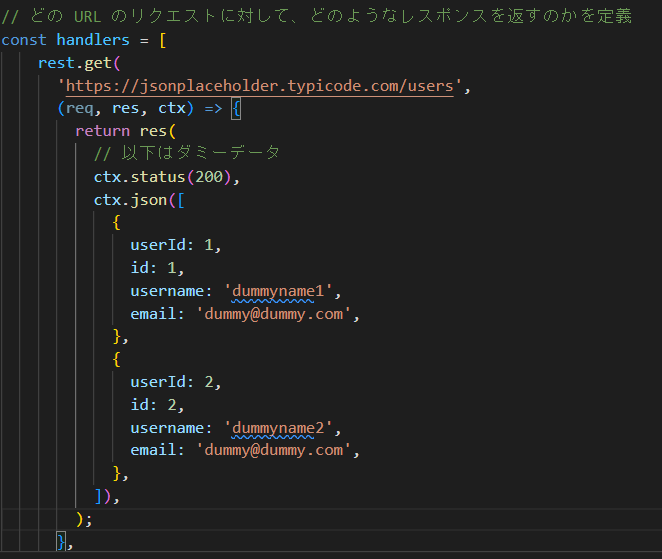 // どの URL のリクエストに対して、どのようなレスポンスを返すのかを定義
const handlers = [
rest.get(
'https://jsonplaceholder.typicode.com/users',
(req, res, ctx) => {
return res(
// 以下はダミーデータ
ctx.status(200),
ctx.json([
{
userId: 1,
id: 1,
username: 'dummyname1',
email: 'dummy@dummy.com',
},
{
userId: 2,
id: 2,
username: 'dummyname2',
email: 'dummy@dummy.com',
},
]),
);
},